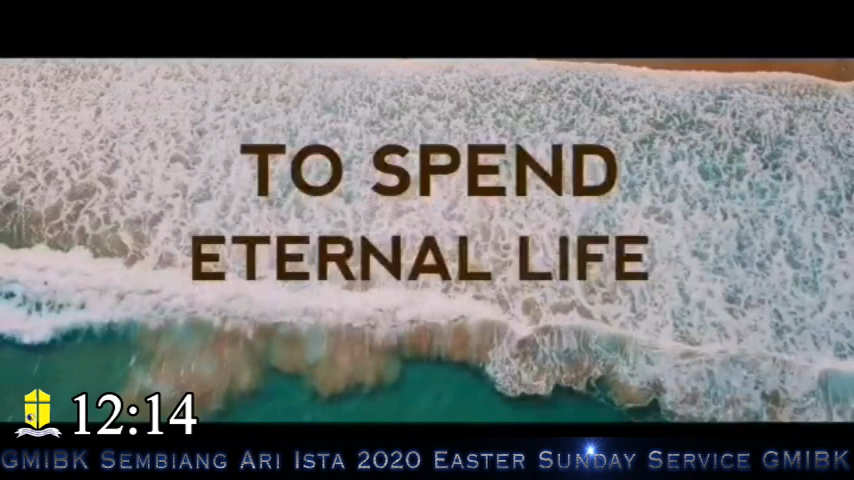 TO SPEND
ETERNAL LIFE
12:14
GMIBK SEMBIANG ARI ISTA 2020 EASTER SUNDAY SERVICE GMIBK